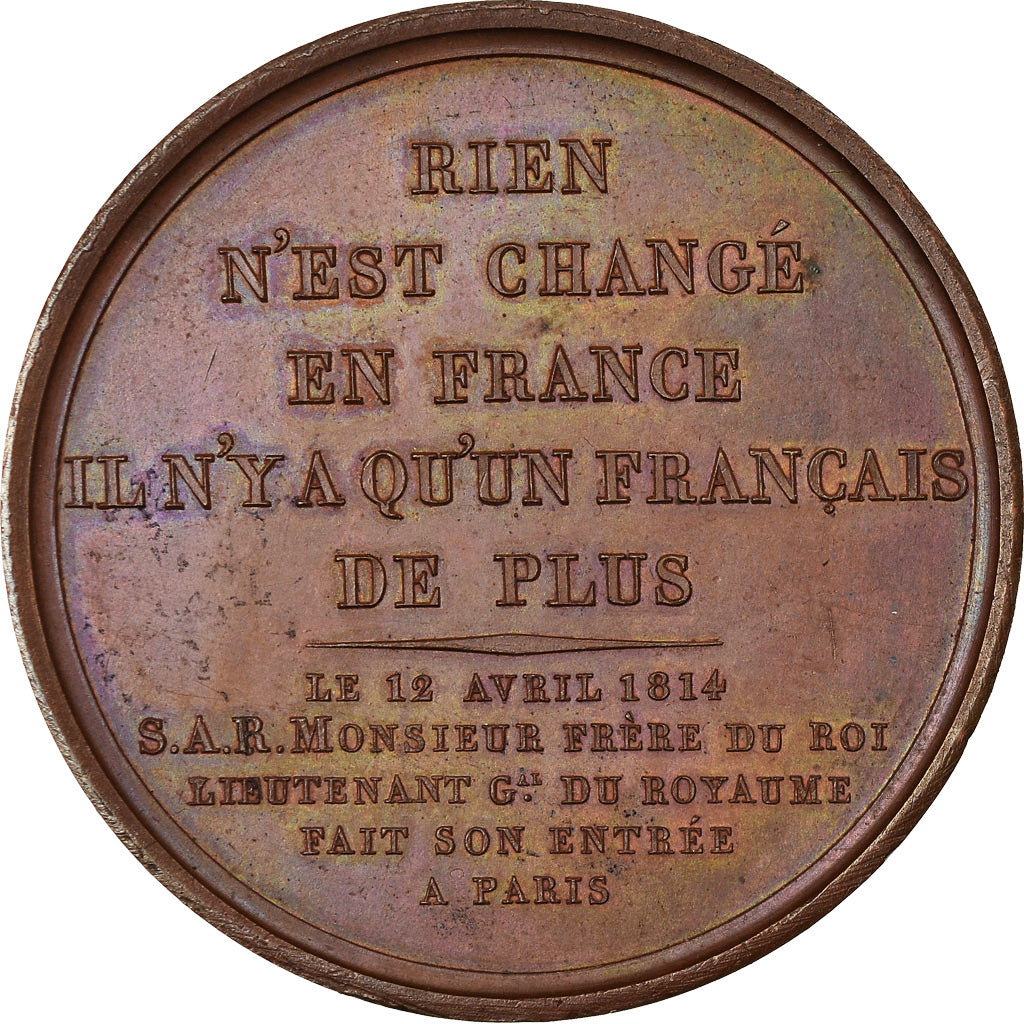 RIEN
N'EST CHANGÉ
EN FRANCE
IL N'Y A QU'UN FRANÇAIS
DE PLUS
LE 12 AVRIL 1814
S.A.R. MONSIEUR FRÈRE DU ROI
LIEUTENANT GAL. DU ROYAUME
FAIT SON ENTRÉE
A PARIS